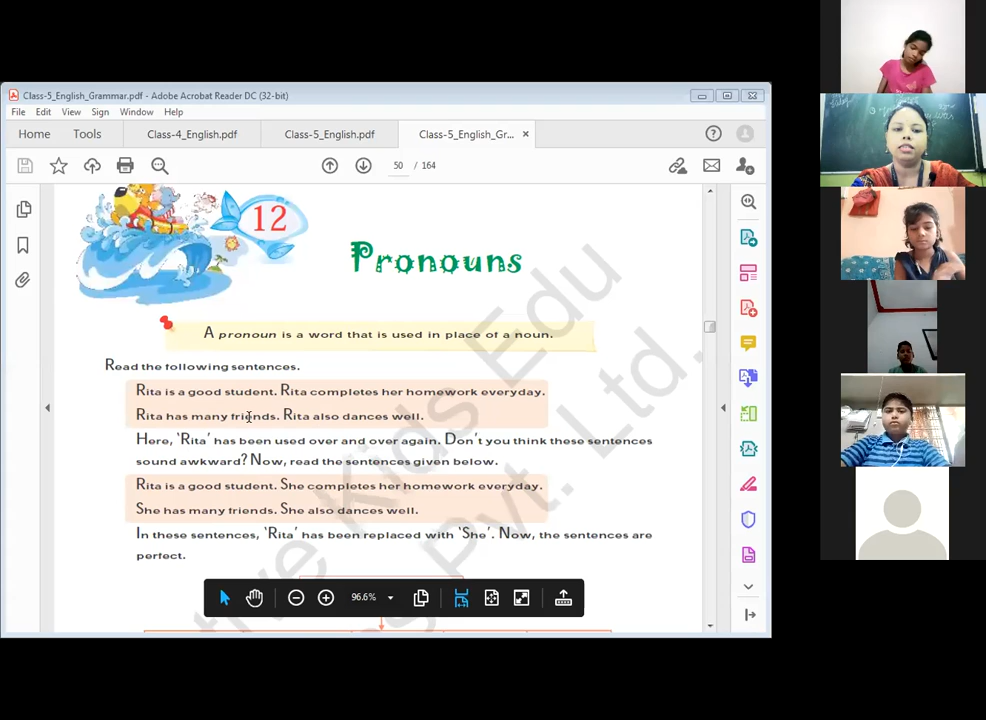 Class-5_English_Grammar.pdf - Adobe Acrobat Reader DC (32-bit)
File Edit View Sign Window Help
Home Tools Class-4_English.pdf Class-5_English.pdf Class-5_English_Gr... ×
50 / 164
12
Pronouns
A pronoun is a word that is used in place of a noun.
Read the following sentences.
Rita is a good student. Rita completes her homework everyday.
Rita has many friends. Rita also dances well.
Here, 'Rita' has been used over and over again. Don't you think these sentences
sound awkward? Now, read the sentences given below.
Rita is a good student. She completes her homework everyday.
She has many friends. She also dances well.
In these sentences, 'Rita' has been replaced with 'She'. Now, the sentences are
perfect.
96.6%
Kids Edu
Pvt. Ltd.